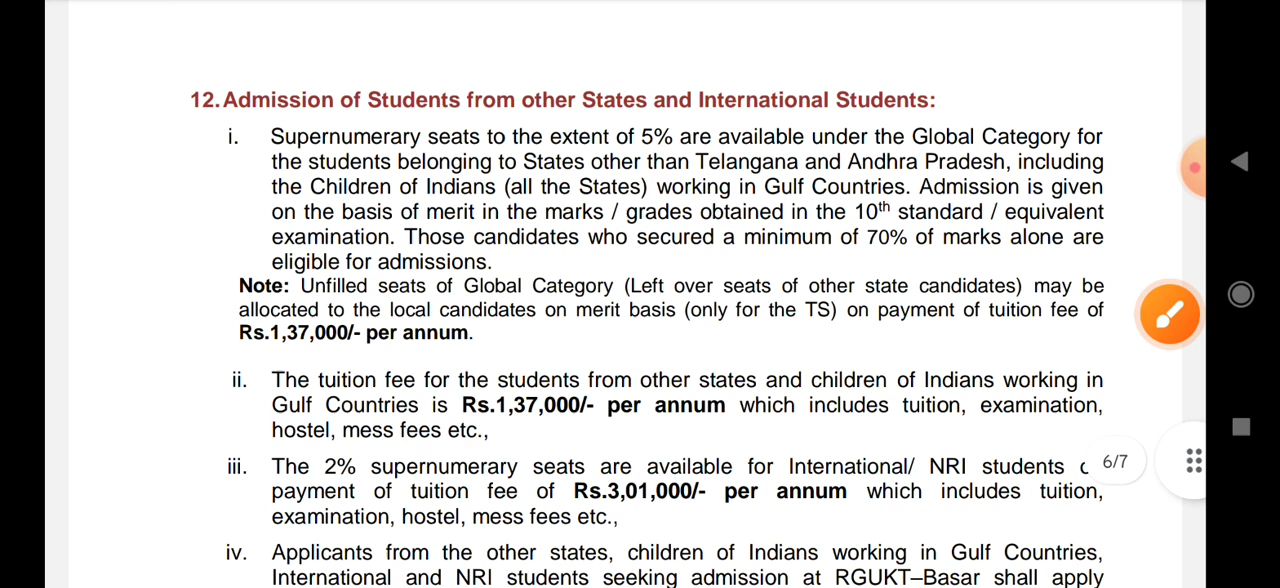 12. Admission of Students from other States and International Students:
i. Supernumerary seats to the extent of 5% are available under the Global Category for
the students belonging to States other than Telangana and Andhra Pradesh, including
the Children of Indians (all the States) working in Gulf Countries. Admission is given
on the basis of merit in the marks / grades obtained in the 10th standard / equivalent
examination. Those candidates who secured a minimum of 70% of marks alone are
eligible for admissions.
Note: Unfilled seats of Global Category (Left over seats of other state candidates) may be
allocated to the local candidates on merit basis (only for the TS) on payment of tuition fee of
Rs.1,37,000/- per annum.
ii. The tuition fee for the students from other states and children of Indians working in
Gulf Countries is Rs.1,37,000/- per annum which includes tuition, examination,
hostel, mess fees etc.,
iii. The 2% supernumerary seats are available for International/ NRI students
6/7
payment of tuition fee of Rs.3,01,000/- per annum which includes tuition,
examination, hostel, mess fees etc.,
iv. Applicants from the other states, children of Indians working in Gulf Countries,
International and NRI students seeking admission at RGUKT–Basar shall apply